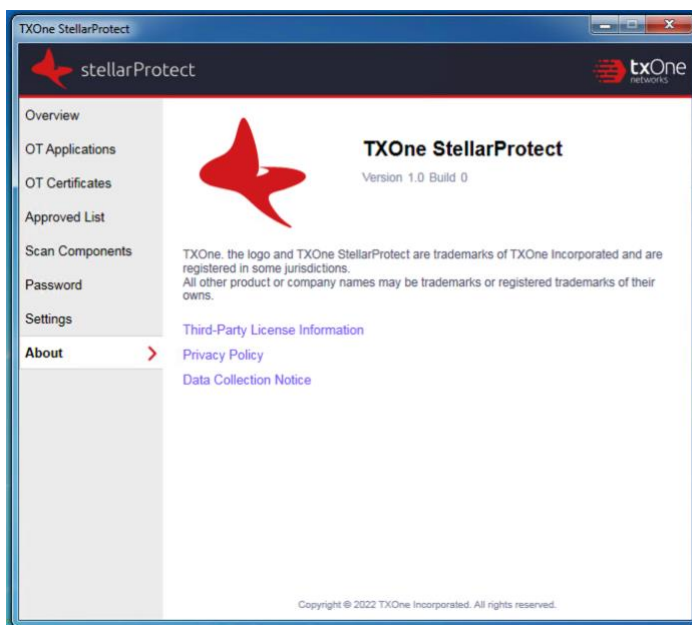 TXOne StellarProtect
stellarProtect
txOne
networks
Overview
OT Applications
OT Certificates
Approved List
Scan Components
Password
Settings
About
TXOne StellarProtect
Version 1.0 Build 0
TXOne. the logo and TXOne StellarProtect are trademarks of TXOne Incorporated and are
registered in some jurisdictions.
All other product or company names may be trademarks or registered trademarks of their
owns.
Third-Party License Information
Privacy Policy
Data Collection Notice
Copyright © 2022 TXOne Incorporated. All rights reserved.